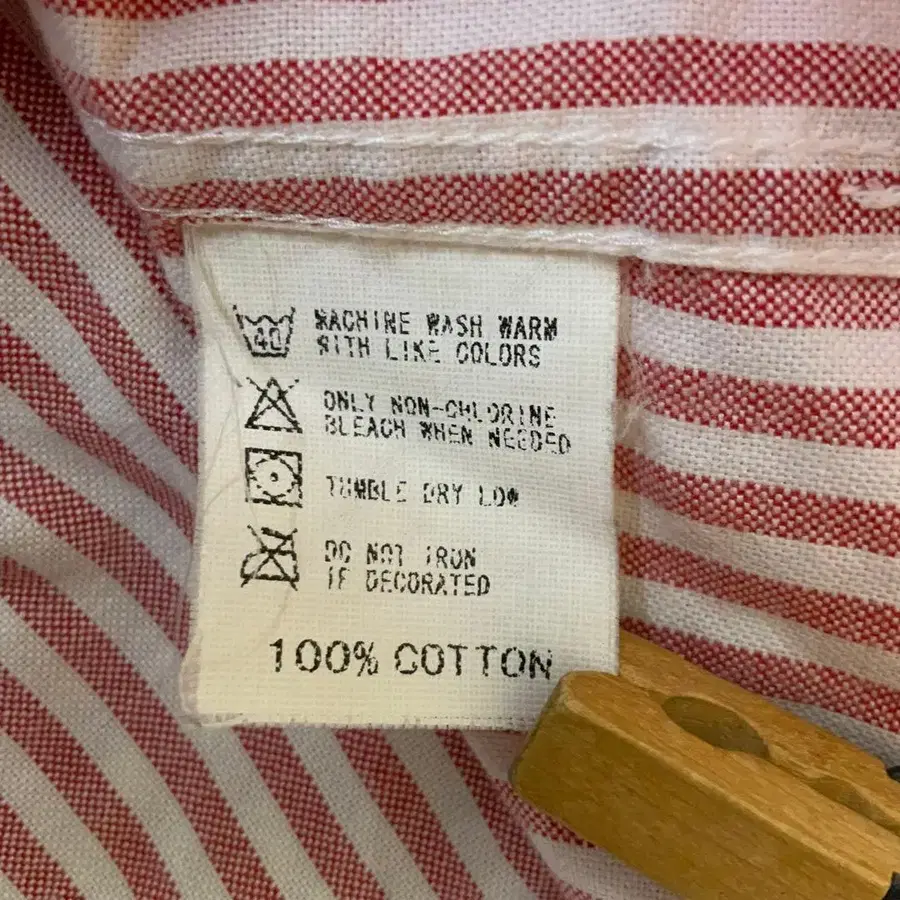 40 MACHINE WASH WARM
WITH LIKE COLORS
ONLY NON-CHLORINE
BLEACH WHEN NEEDED
TUMBLE DRY LOW
DO NOT IRON
IF DECORATED
100% COTTON